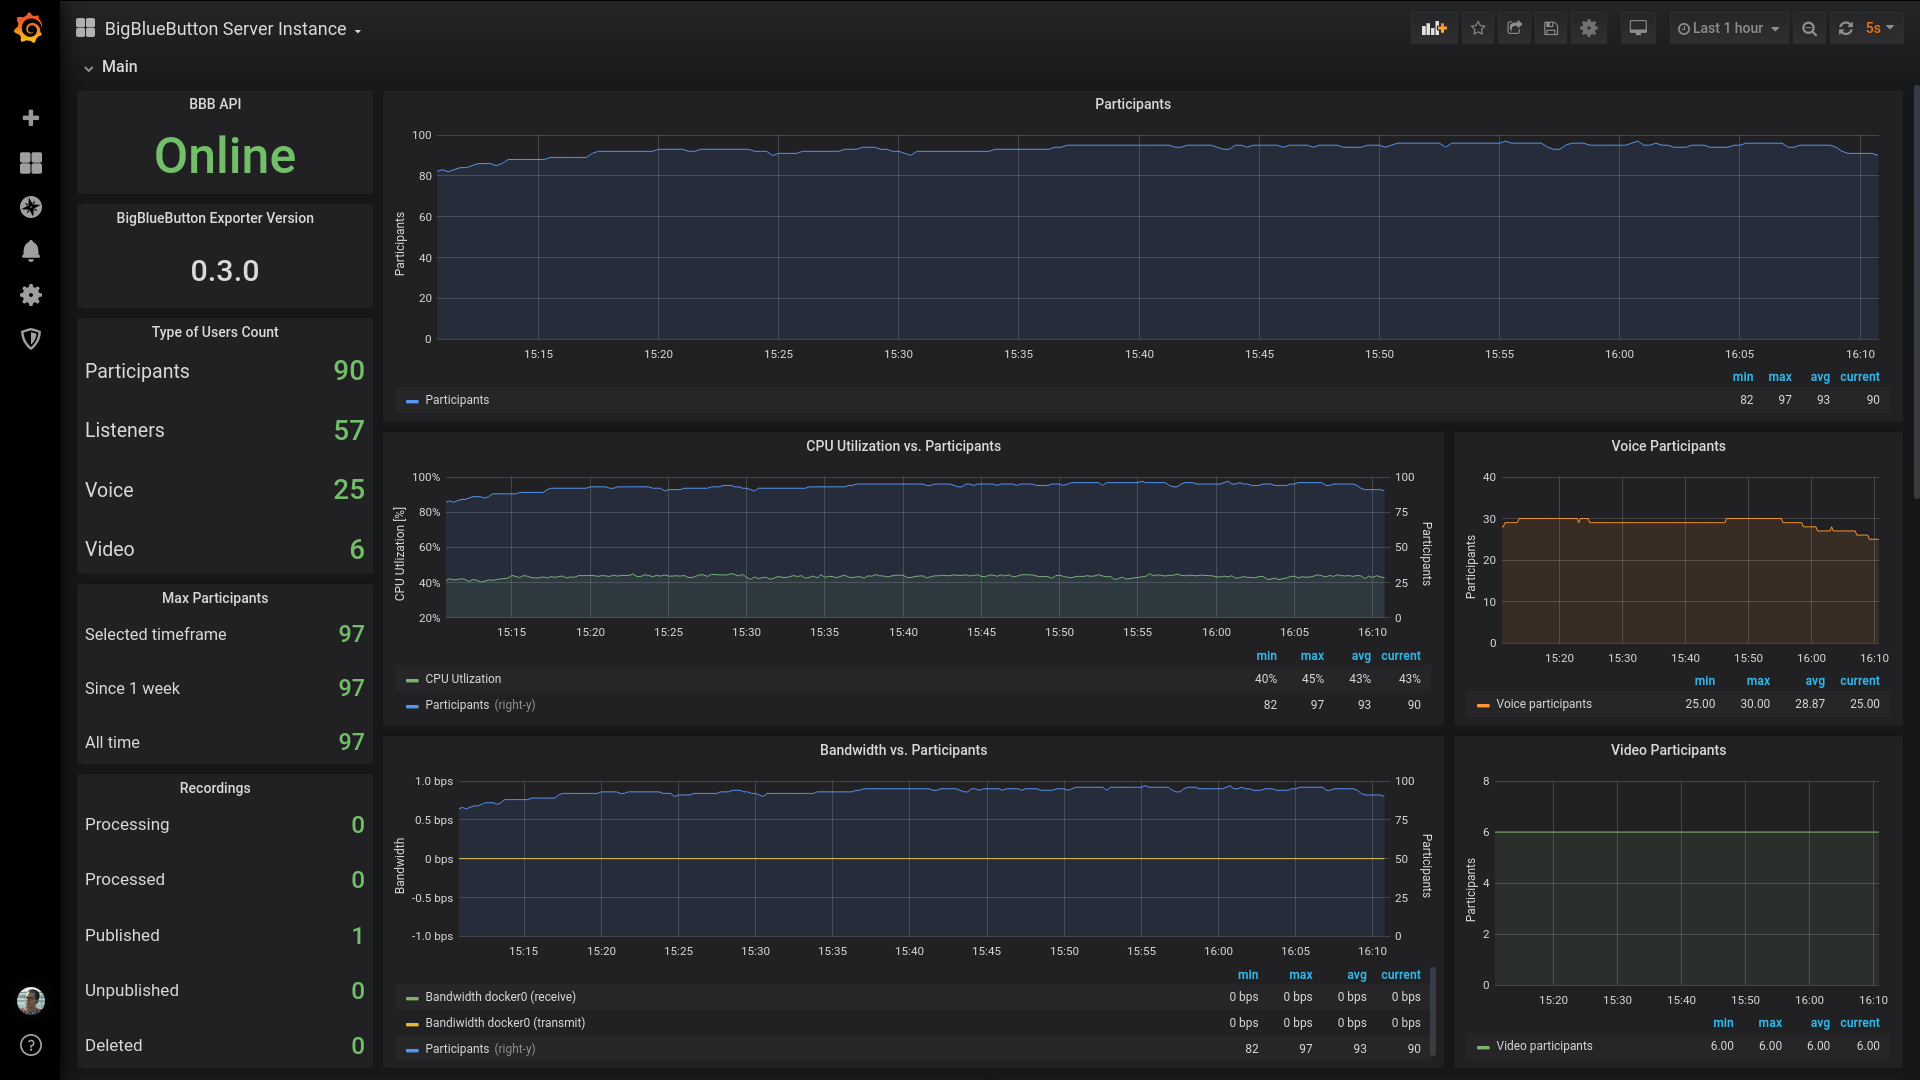 BigBlueButton Server Instance
Last 1 hour
5s
Main
BBB API
Online
BigBlueButton Exporter Version
0.3.0
Type of Users Count
Participants 90
Listeners 57
Voice 25
Video 6
Max Participants
Selected timeframe 97
Since 1 week 97
All time 97
Recordings
Processing 0
Processed 0
Published 1
Unpublished 0
Deleted 0
Participants
100
80
60
40
20
0
Participants
15:15 15:20 15:25 15:30 15:35 15:40 15:45 15:50 15:55 16:00 16:05 16:10
min max avg current
Participants 82 97 93 90
CPU Utilization vs. Participants
100%
80%
60%
40%
20%
CPU Utlization [%]
100
75
50
25
0
Participants
15:15 15:20 15:25 15:30 15:35 15:40 15:45 15:50 15:55 16:00 16:05 16:10
min max avg current
CPU Utlization 40% 45% 43% 43%
Participants (right-y) 82 97 93 90
Voice Participants
40
30
20
10
0
Participants
15:20 15:30 15:40 15:50 16:00 16:10
min max avg current
Voice participants 25.00 30.00 28.87 25.00
Bandwidth vs. Participants
1.0 bps
0.5 bps
0 bps
-0.5 bps
-1.0 bps
Bandwidth
100
75
50
25
0
Participants
15:15 15:20 15:25 15:30 15:35 15:40 15:45 15:50 15:55 16:00 16:05 16:10
min max avg current
Bandwidth docker0 (receive) 0 bps 0 bps 0 bps 0 bps
Bandiwidth docker0 (transmit) 0 bps 0 bps 0 bps 0 bps
Participants (right-y) 82 97 93 90
Video Participants
8
6
4
2
0
Participants
15:20 15:30 15:40 15:50 16:00 16:10
min max avg current
Video participants 6.00 6.00 6.00 6.00